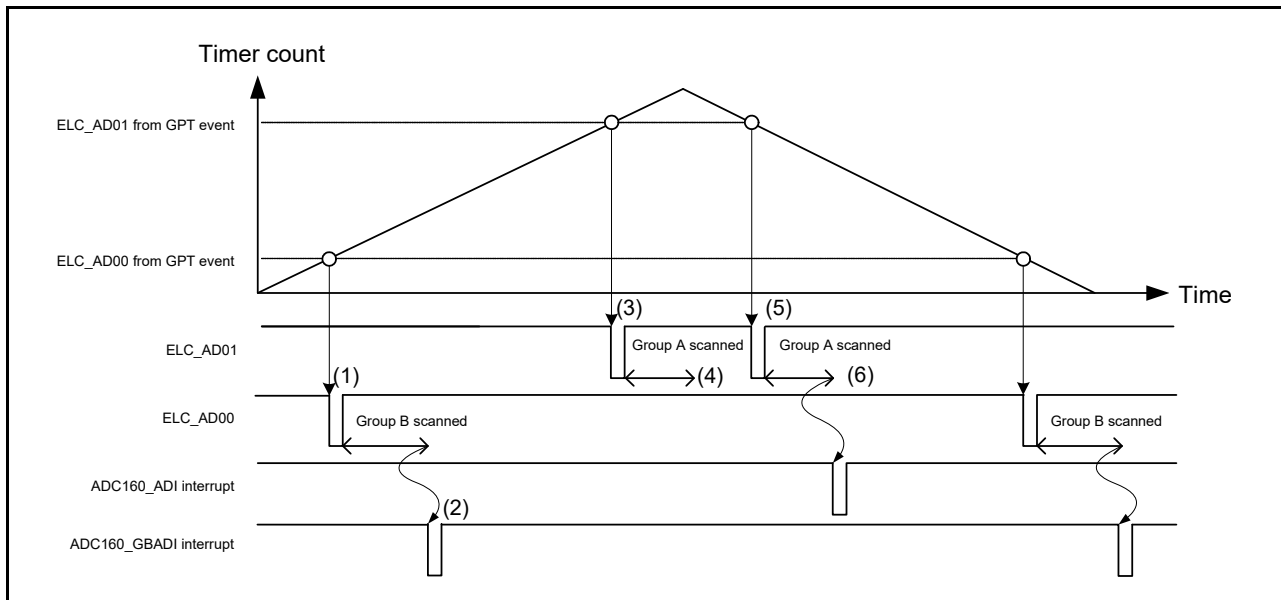 Timer count
ELC_AD01 from GPT event
ELC_AD00 from GPT event
Time
(3)
(5)
ELC_AD01
Group A scanned
Group A scanned
(4)
(6)
(1)
ELC_AD00
Group B scanned
Group B scanned
ADC160_ADI interrupt
(2)
ADC160_GBADI interrupt